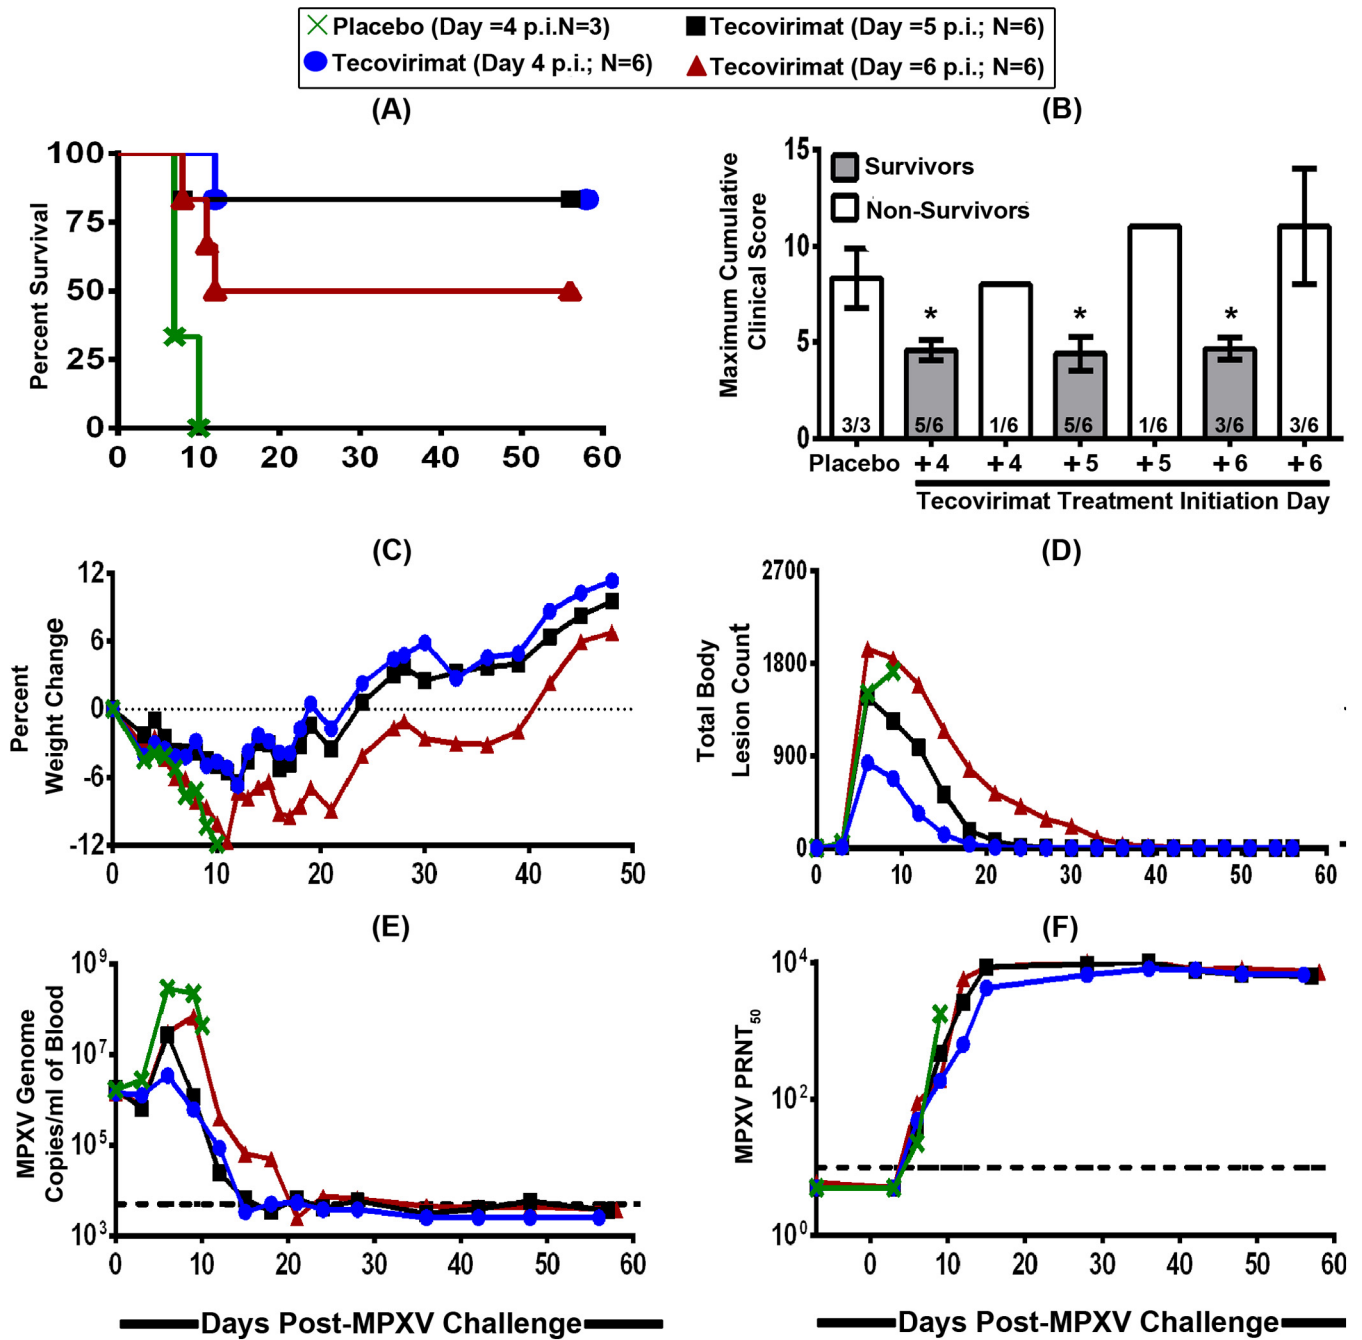 Placebo (Day =4 p.i.N=3)
Tecovirimat (Day =5 p.i.; N=6)
Tecovirimat (Day 4 p.i.; N=6)
Tecovirimat (Day =6 p.i.; N=6)
(A)
Percent Survival
100
75
50
25
0
0 10 20 30 40 50 60
(B)
Maximum Cumulative
Clinical Score
15
10
5
0
Survivors
Non-Survivors
* * *
3/3 5/6 1/6 5/6 1/6 3/6 3/6
Placebo +4 +4 +5 +5 +6 +6
Tecovirimat Treatment Initiation Day
(C)
Percent
Weight Change
12
6
0
-6
-12
0 10 20 30 40 50
(D)
Total Body
Lesion Count
2700
1800
900
0
0 10 20 30 40 50 60
(E)
MPXV Genome
Copies/ml of Blood
10⁹
10⁷
10⁵
10³
0 10 20 30 40 50 60
Days Post-MPXV Challenge
(F)
MPXV PRNT₅₀
10⁴
10²
10⁰
0 10 20 30 40 50 60
Days Post-MPXV Challenge